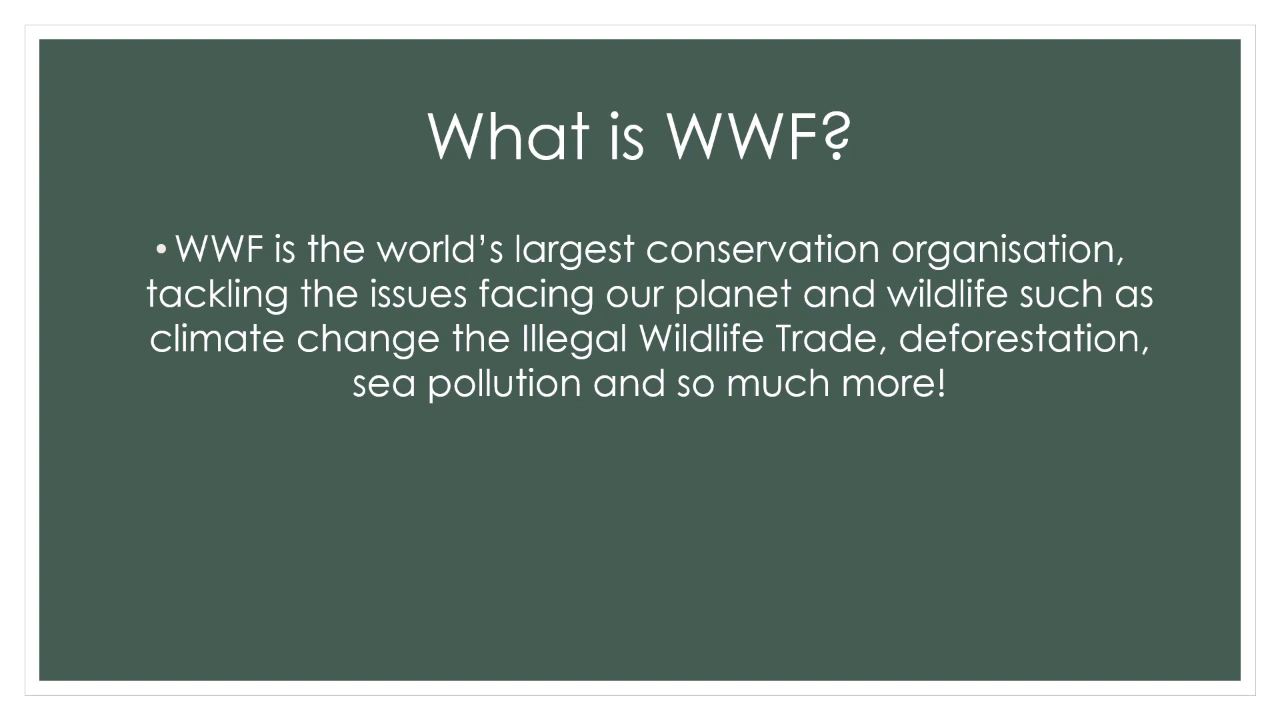 What is WWF?
• WWF is the world’s largest conservation organisation,
tackling the issues facing our planet and wildlife such as
climate change the Illegal Wildlife Trade, deforestation,
sea pollution and so much more!